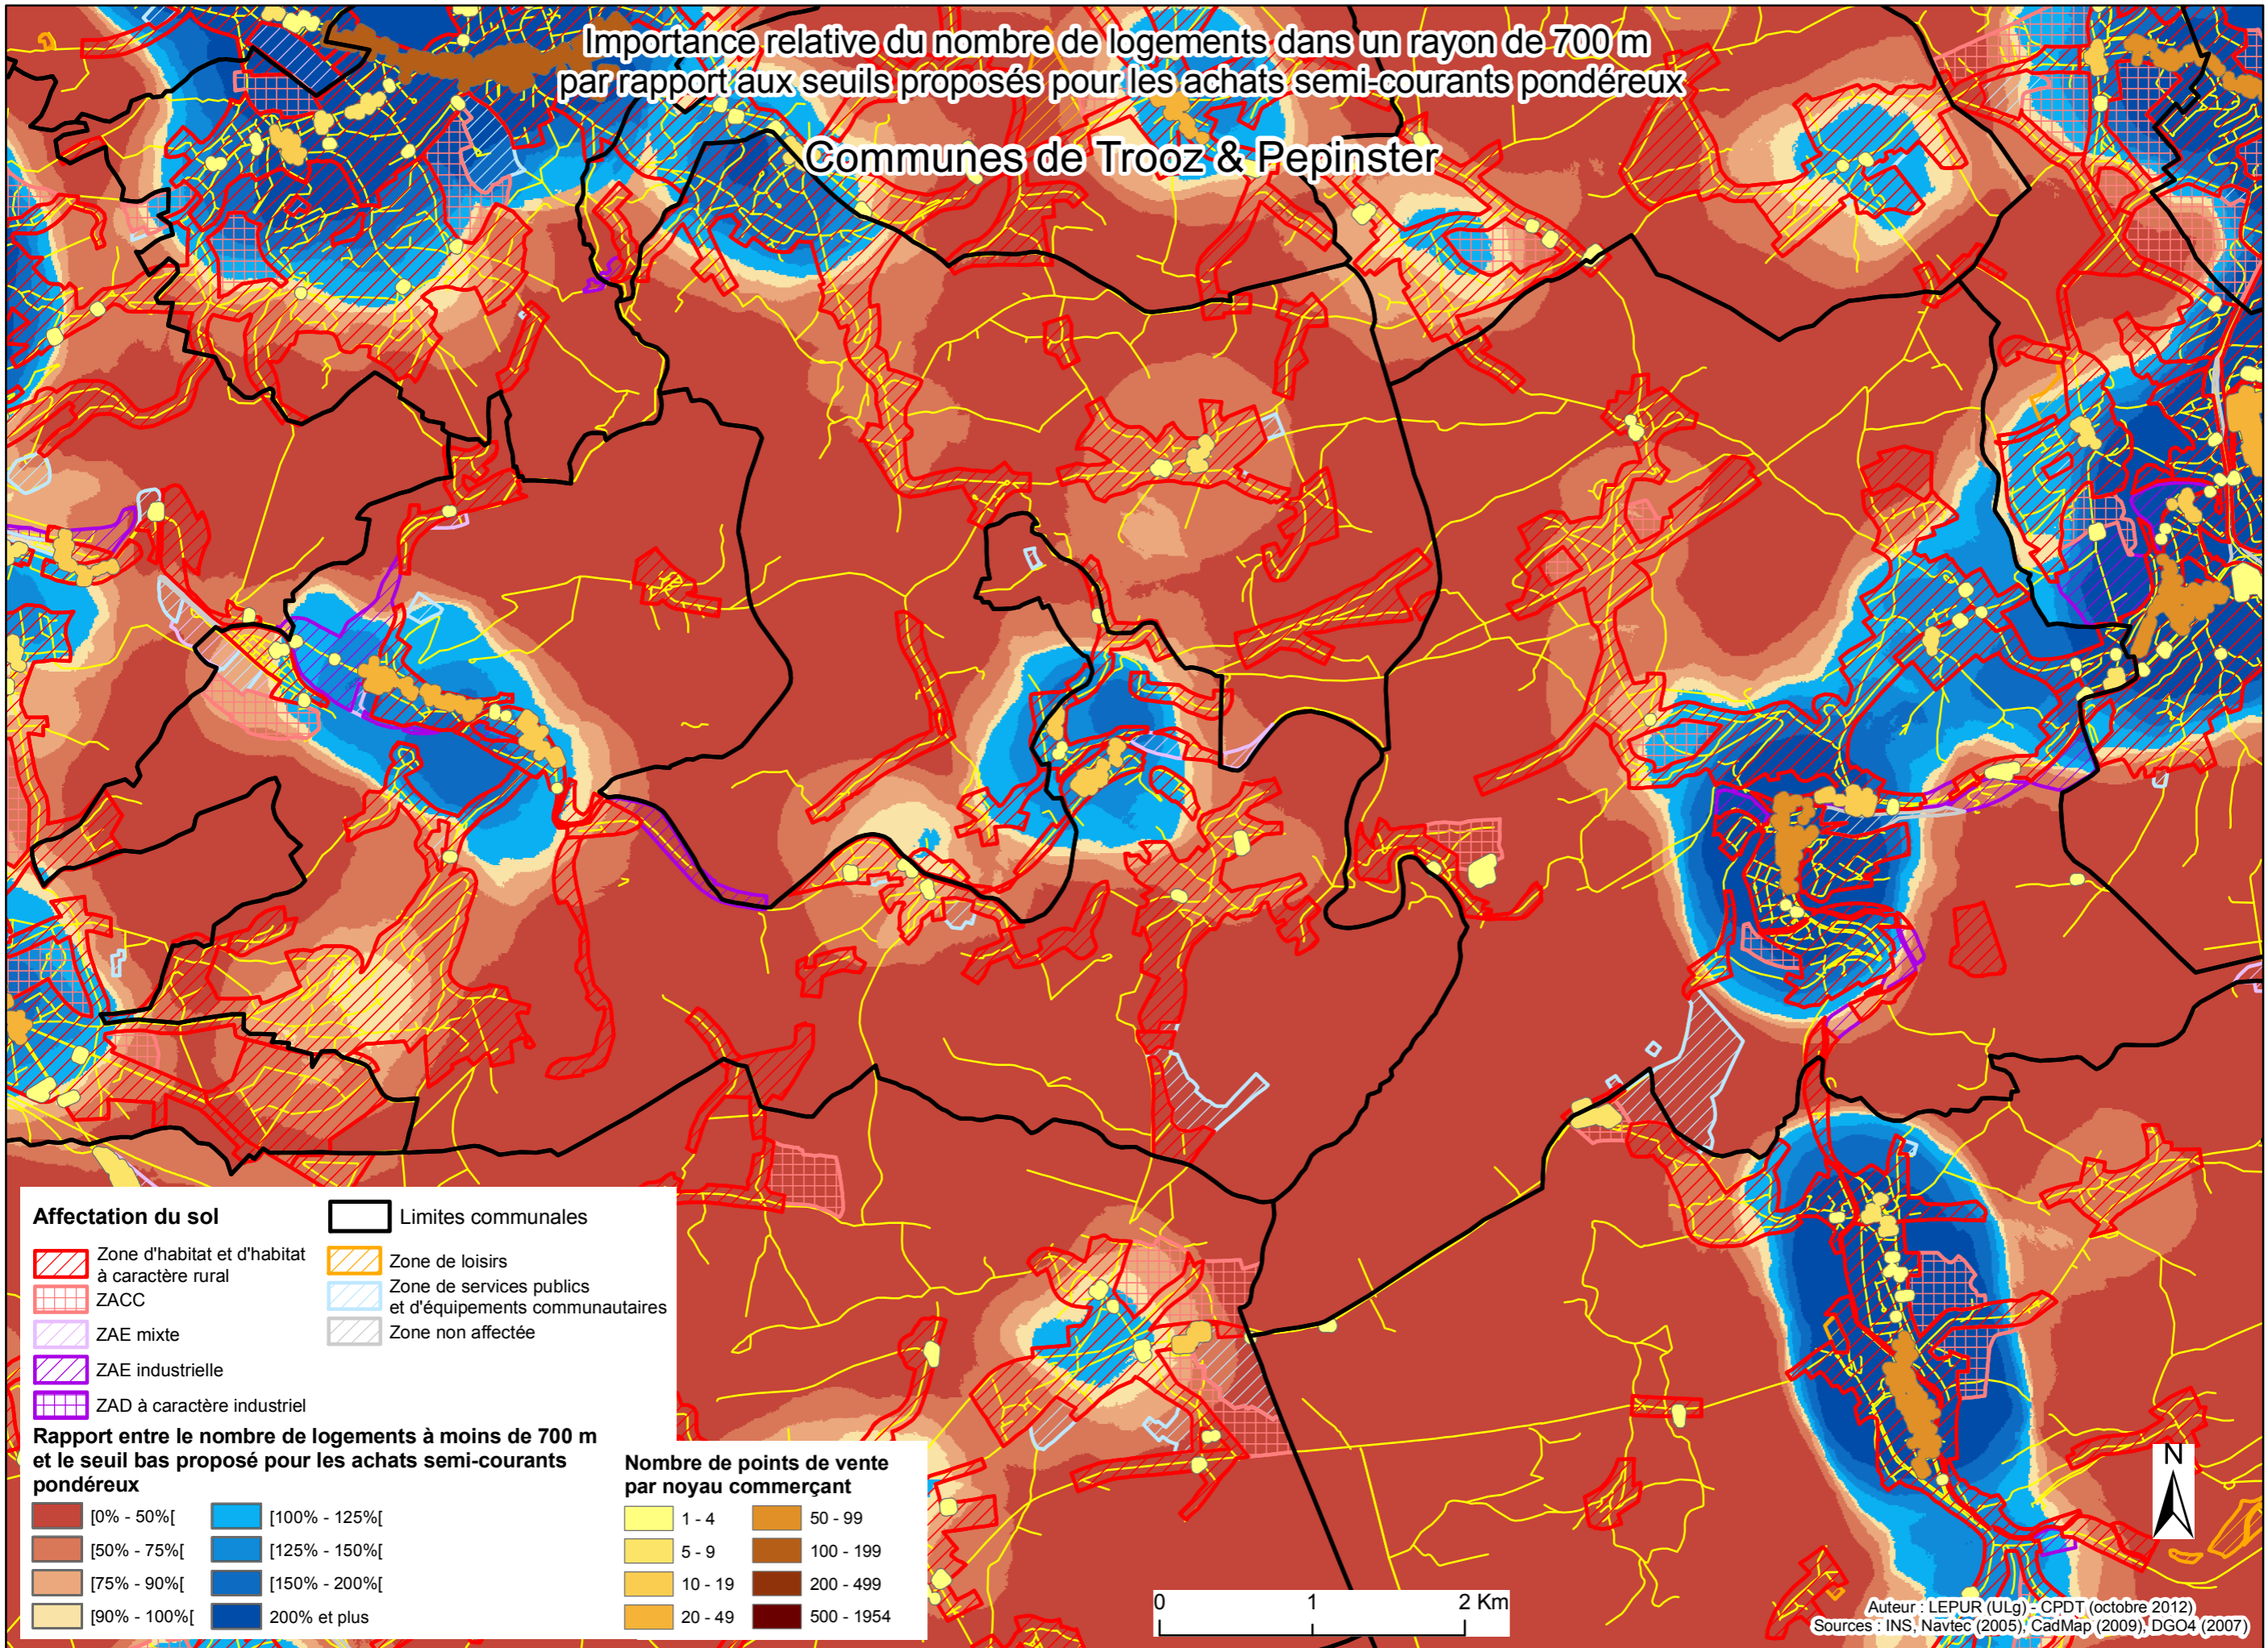 Importance relative du nombre de logements dans un rayon de 700 m
par rapport aux seuils proposés pour les achats semi-courants pondéreux
Communes de Trooz & Pepinster
Affectation du sol
Zone d'habitat et d'habitat
à caractère rural
ZACC
ZAE mixte
ZAE industrielle
ZAD à caractère industriel
Limites communales
Zone de loisirs
Zone de services publics
et d'équipements communautaires
Zone non affectée
Rapport entre le nombre de logements à moins de 700 m
et le seuil bas proposé pour les achats semi-courants
pondéreux
[0% - 50%[
[50% - 75%[
[75% - 90%[
[90% - 100%[
[100% - 125%[
[125% - 150%[
[150% - 200%[
200% et plus
Nombre de points de vente
par noyau commerçant
1 - 4
5 - 9
10 - 19
20 - 49
50 - 99
100 - 199
200 - 499
500 - 1954
0 1 2 Km
N
Auteur : LEPUR (ULg) - CPDT (octobre 2012)
Sources : INS, Navtec (2005), CadMap (2009), DGO4 (2007)